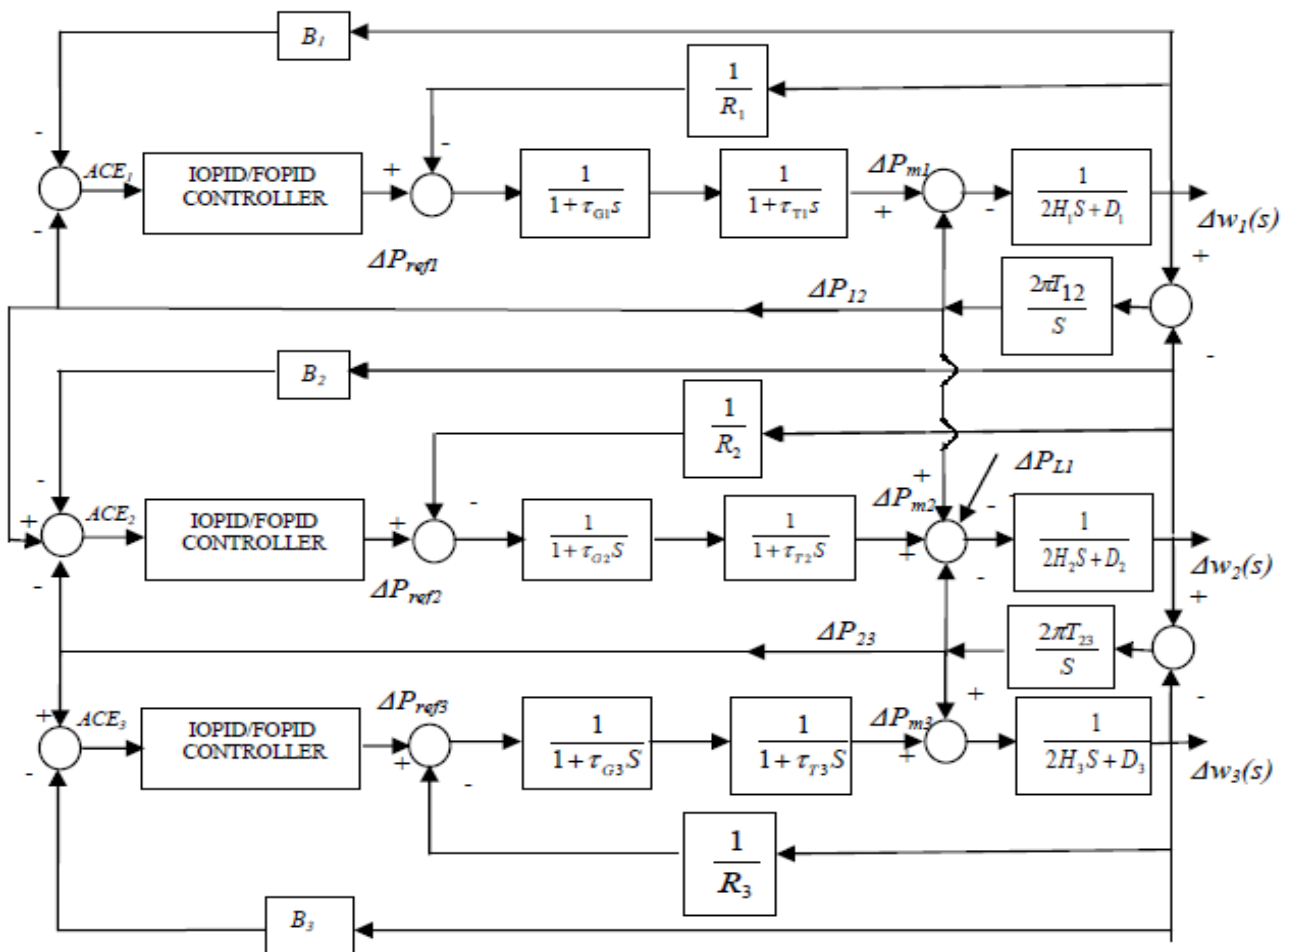 B1
1
R1
-
-
ACE1
IOPID/FOPID
CONTROLLER
+
1
1+τG1s
1
1+τT1s
ΔPm1
+
-
1
2H1S+D1
Δw1(s)
-
ΔPref1
+
ΔP12
2πT12
S
-
B2
1
R2
-
+
ΔPL1
+
ACE2
IOPID/FOPID
CONTROLLER
+
-
1
1+τG2S
1
1+τT2S
ΔPm2
+
-
-
1
2H2S+D2
Δw2(s)
-
ΔPref2
-
+
ΔP23
2πT23
S
-
+
ACE3
IOPID/FOPID
CONTROLLER
ΔPref3
+
-
1
1+τG3S
1
1+τT3S
ΔPm3
+
+
1
2H3S+D3
Δw3(s)
-
1
R3
B3